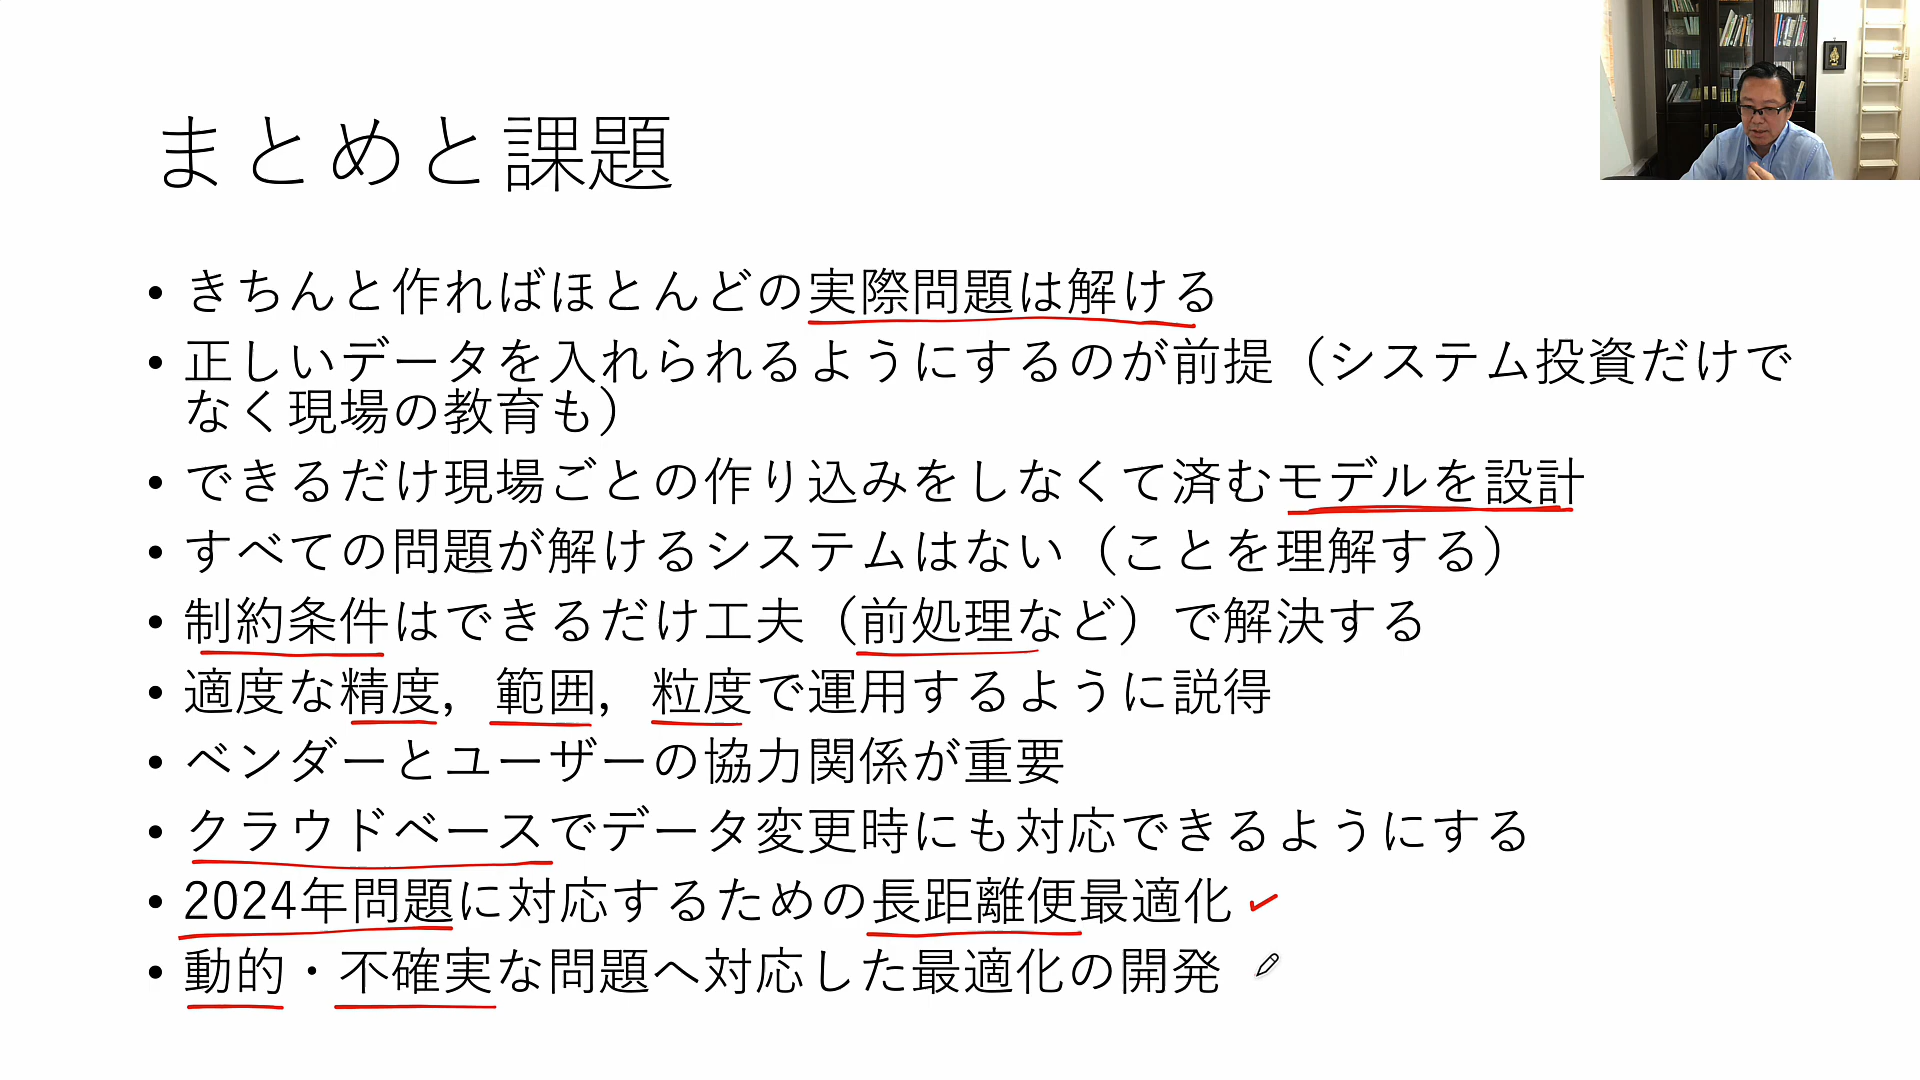 まとめと課題
• きちんと作ればほとんどの実際問題は解ける
• 正しいデータを入れられるようにするのが前提（システム投資だけで
なく現場の教育も）
• できるだけ現場ごとの作り込みをしなくて済むモデルを設計
• すべての問題が解けるシステムはない（ことを理解する）
• 制約条件はできるだけ工夫（前処理など）で解決する
• 適度な精度，範囲，粒度で運用するように説得
• ベンダーとユーザーの協力関係が重要
• クラウドベースでデータ変更時にも対応できるようにする
• 2024年問題に対応するための長距離便最適化
• 動的・不確実な問題へ対応した最適化の開発